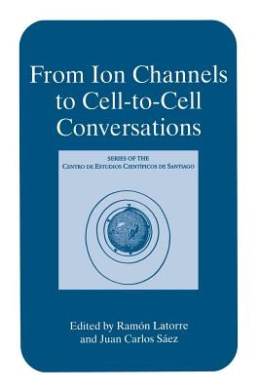 From Ion Channels
to Cell-to-Cell
Conversations
SERIES OF THE
CENTRO DE ESTUDIOS CIENTÍFICOS DE SANTIAGO
Edited by Ramón Latorre
and Juan Carlos Sáez